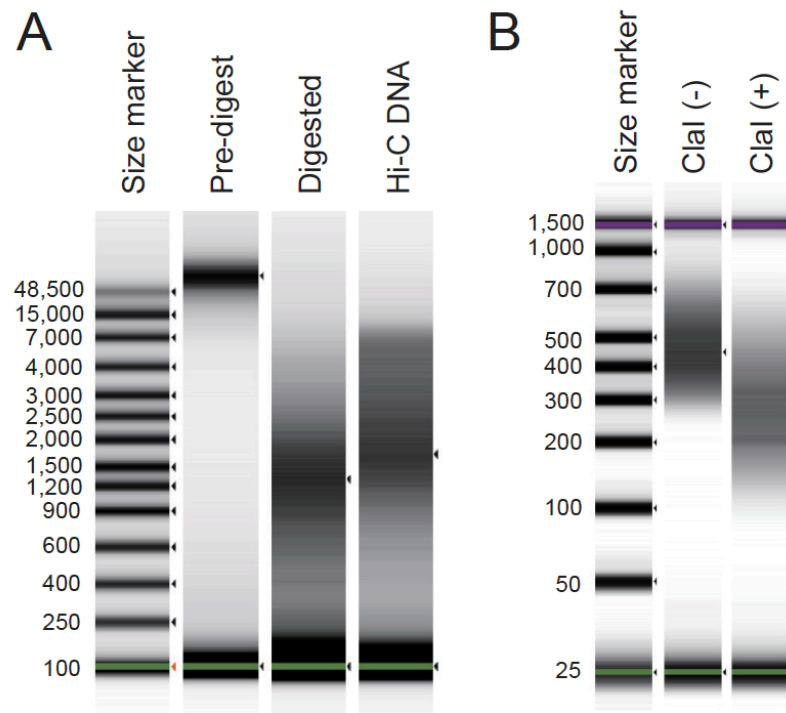 A
Size marker
Pre-digest
Digested
Hi-C DNA
48,500
15,000
7,000
4,000
3,000
2,500
2,000
1,500
1,200
900
600
400
250
100
B
Size marker
ClaI (-)
ClaI (+)
1,500
1,000
700
500
400
300
200
100
50
25